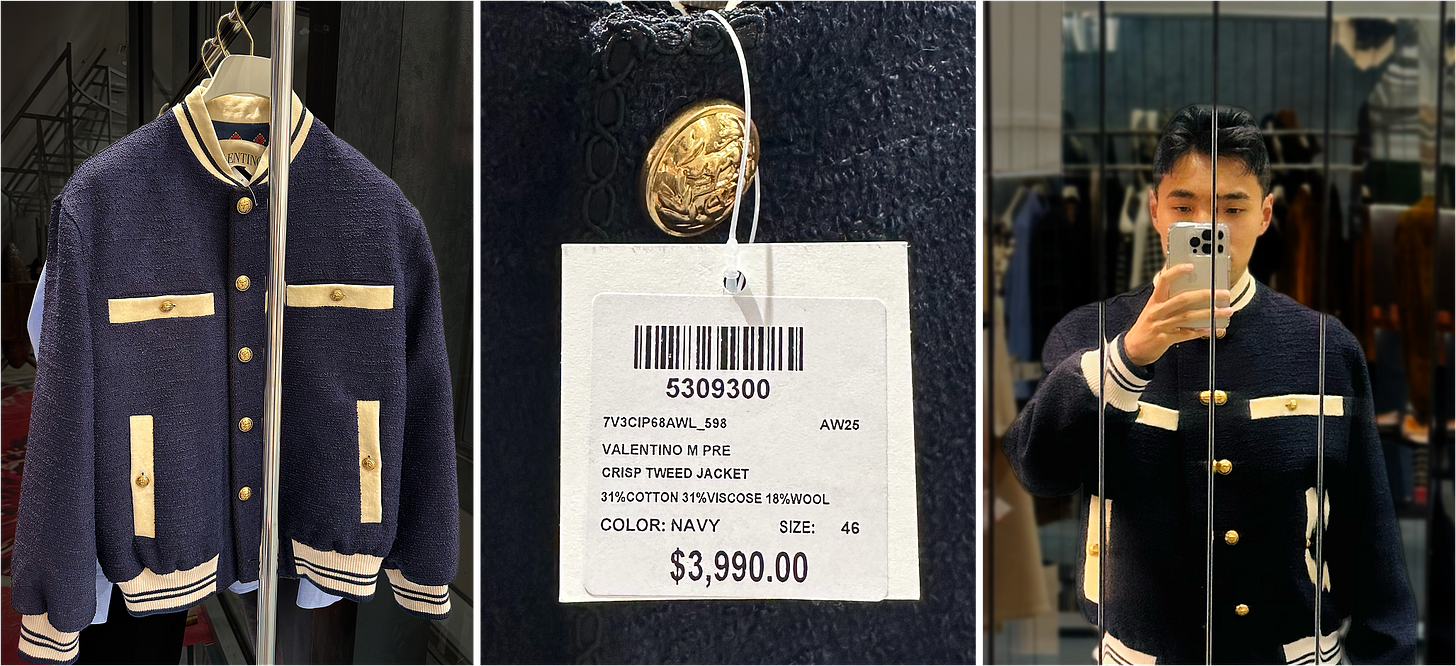 ENTINO
5309300
7V3CIP68AWL_598 AW25
VALENTINO M PRE
CRISP TWEED JACKET
31%COTTON 31%VISCOSE 18%WOOL
COLOR: NAVY SIZE: 46
$3,990.00